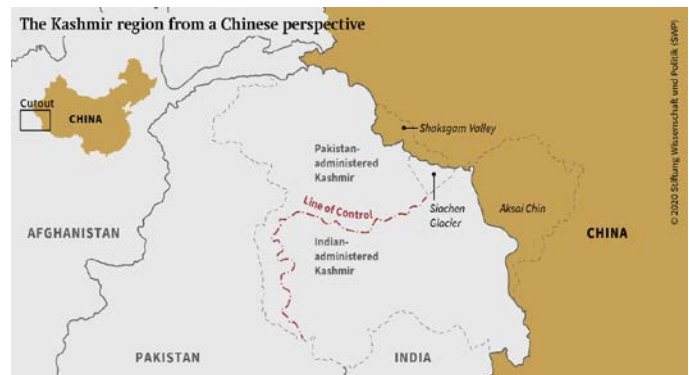 The Kashmir region from a Chinese perspective
Cutout
CHINA
Shaksgam Valley
Pakistan-
administered
Kashmir
Line of Control
Siachen
Glacier
Aksai Chin
AFGHANISTAN
Indian-
administered
Kashmir
CHINA
PAKISTAN
INDIA
© 2020 Stiftung Wissenschaft und Politik (SWP)